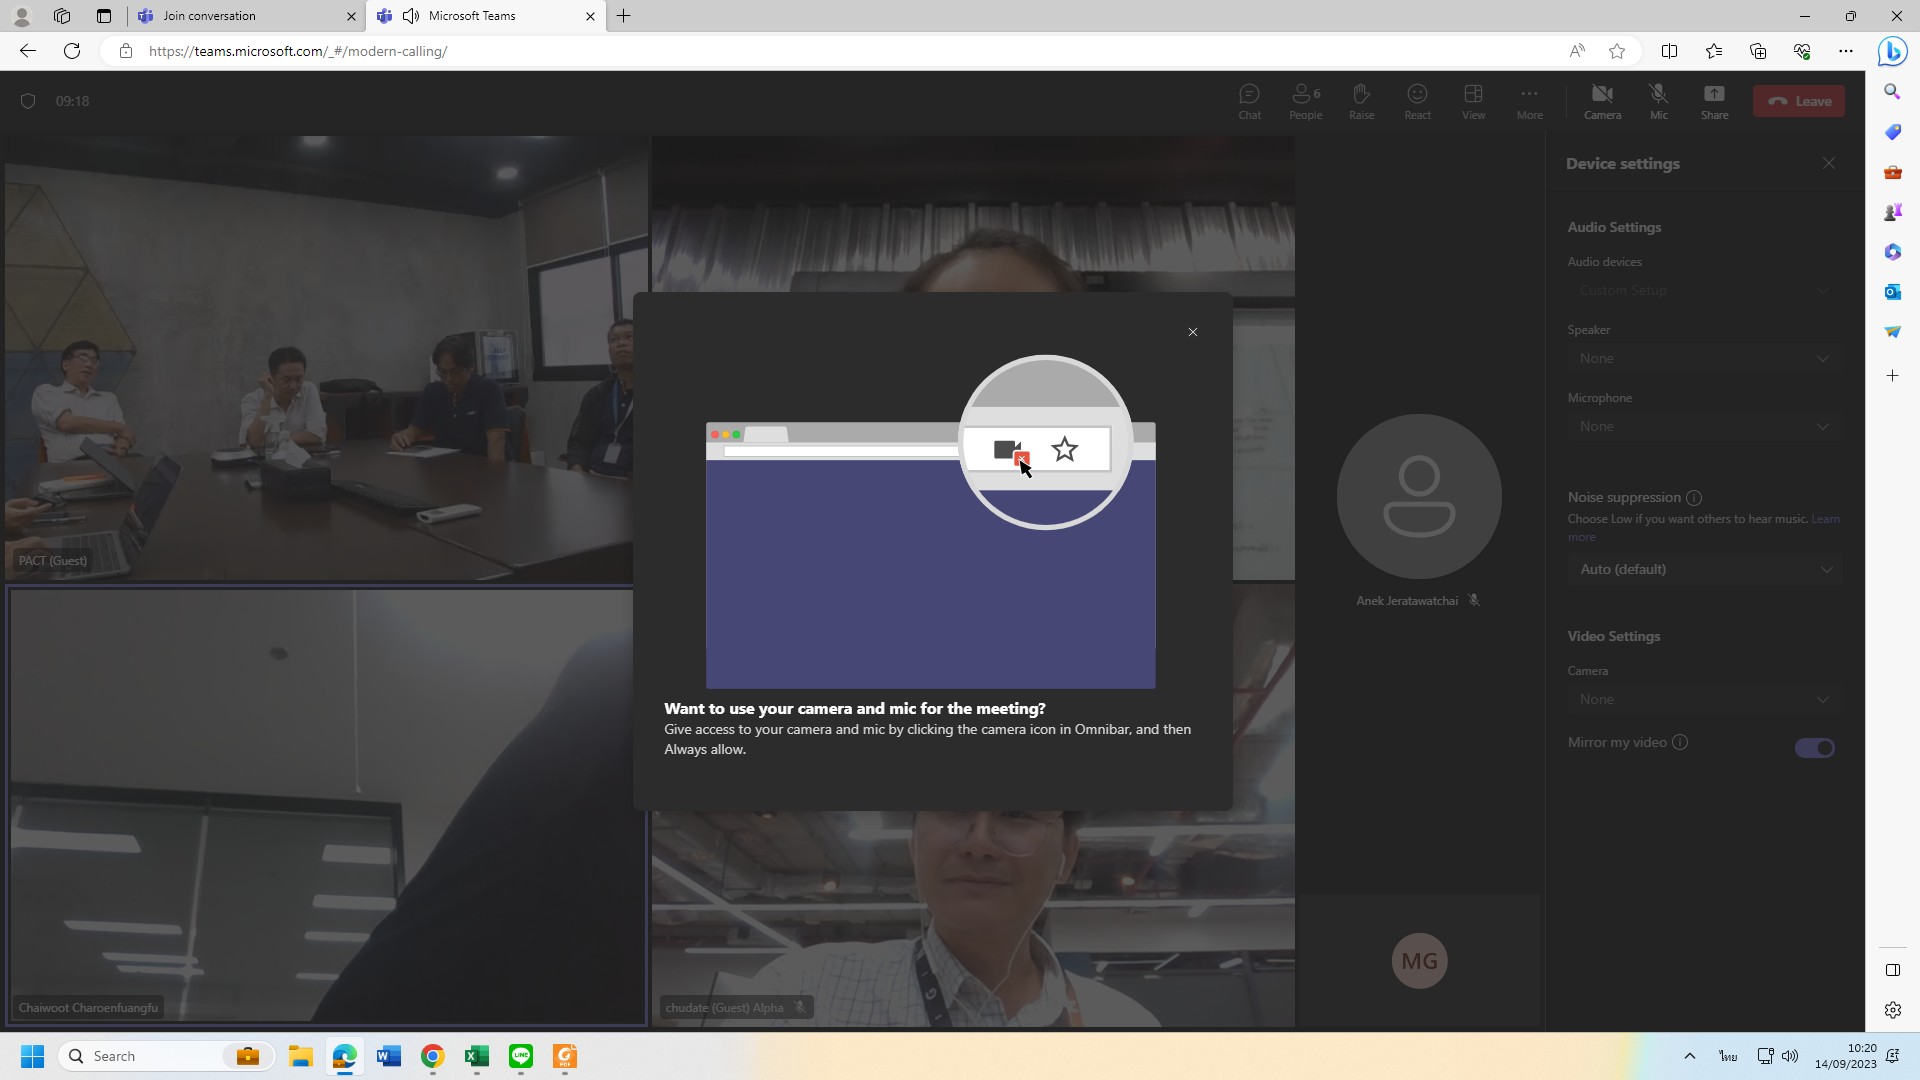 Join conversation
Microsoft Teams
https://teams.microsoft.com/_#/modern-calling/
09:18
Chat
People
6
Raise
React
View
More
Camera
Mic
Share
Leave
Device settings
Audio Settings
Audio devices
Custom Setup
Speaker
None
Microphone
None
Noise suppression
Choose Low if you want others to hear music. Learn
more
Auto (default)
Video Settings
Camera
None
Mirror my video
PACT (Guest)
Anek Jeratawatchai
Want to use your camera and mic for the meeting?
Give access to your camera and mic by clicking the camera icon in Omnibar, and then
Always allow.
Chaiwoot Charoenfuangfu
chudate (Guest) Alpha
MG
Search
ไทย
10:20
14/09/2023